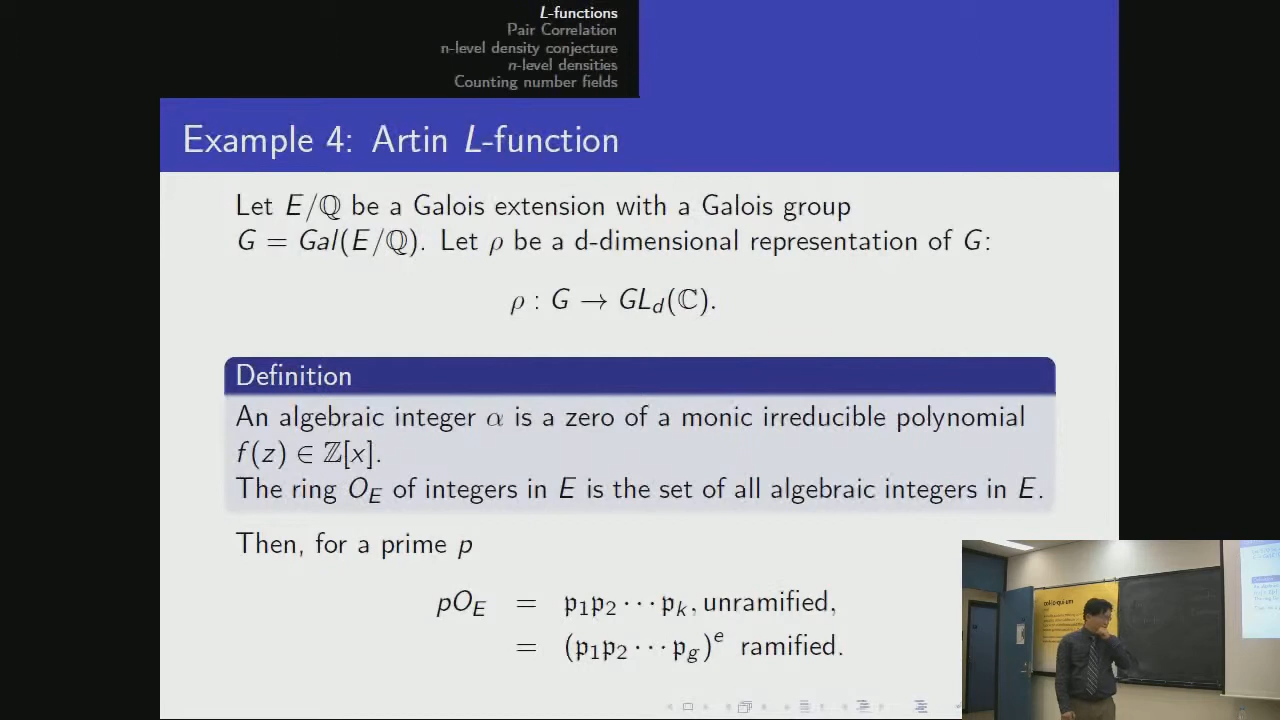 L-functions
Pair Correlation
n-level density conjecture
n-level densities
Counting number fields
Example 4: Artin L-function
Let E/ℚ be a Galois extension with a Galois group
G = Gal(E/ℚ). Let ρ be a d-dimensional representation of G:
ρ : G → GL_d(ℂ).
Definition
An algebraic integer α is a zero of a monic irreducible polynomial
f(z) ∈ ℤ[x].
The ring O_E of integers in E is the set of all algebraic integers in E.
Then, for a prime p
pO_E = 𝔭₁𝔭₂ ⋯ 𝔭_k, unramified,
= (𝔭₁𝔭₂ ⋯ 𝔭_g)^e ramified.